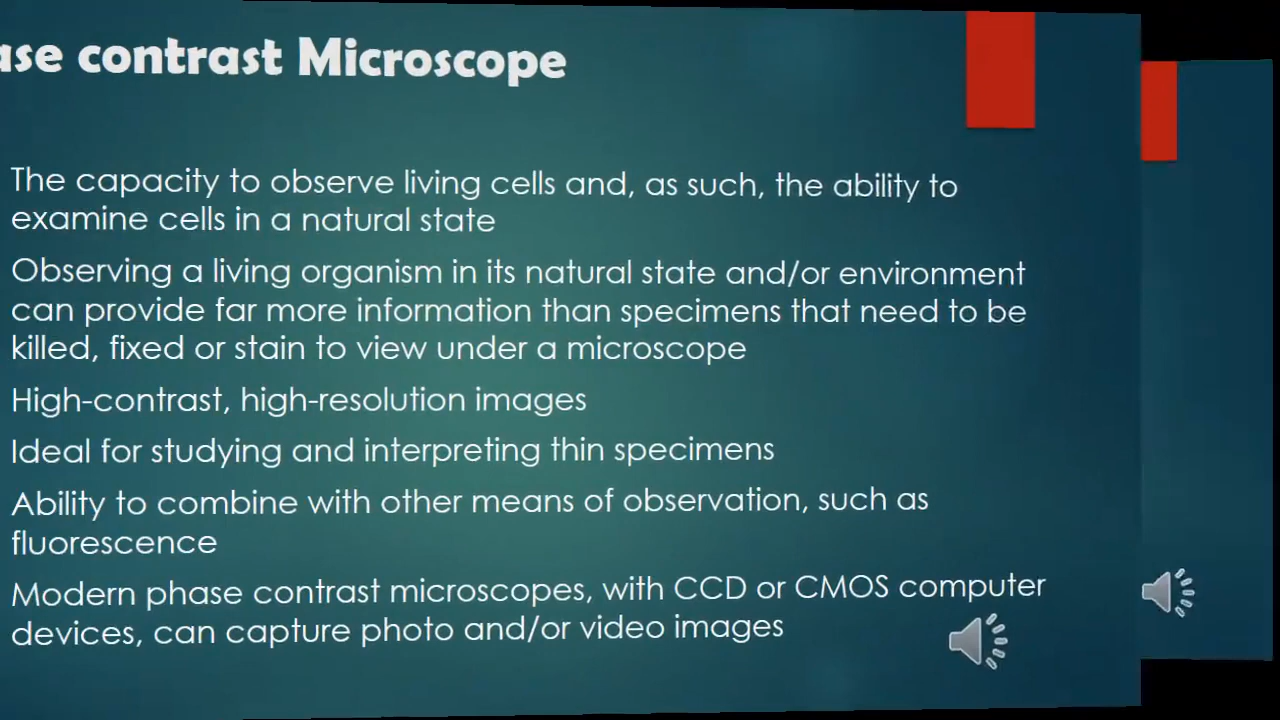 ase contrast Microscope
The capacity to observe living cells and, as such, the ability to
examine cells in a natural state
Observing a living organism in its natural state and/or environment
can provide far more information than specimens that need to be
killed, fixed or stain to view under a microscope
High-contrast, high-resolution images
Ideal for studying and interpreting thin specimens
Ability to combine with other means of observation, such as
fluorescence
Modern phase contrast microscopes, with CCD or CMOS computer
devices, can capture photo and/or video images